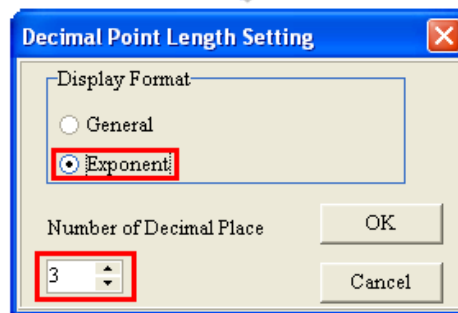 Decimal Point Length Setting
Display Format
General
Exponent
Number of Decimal Place
OK
3
Cancel